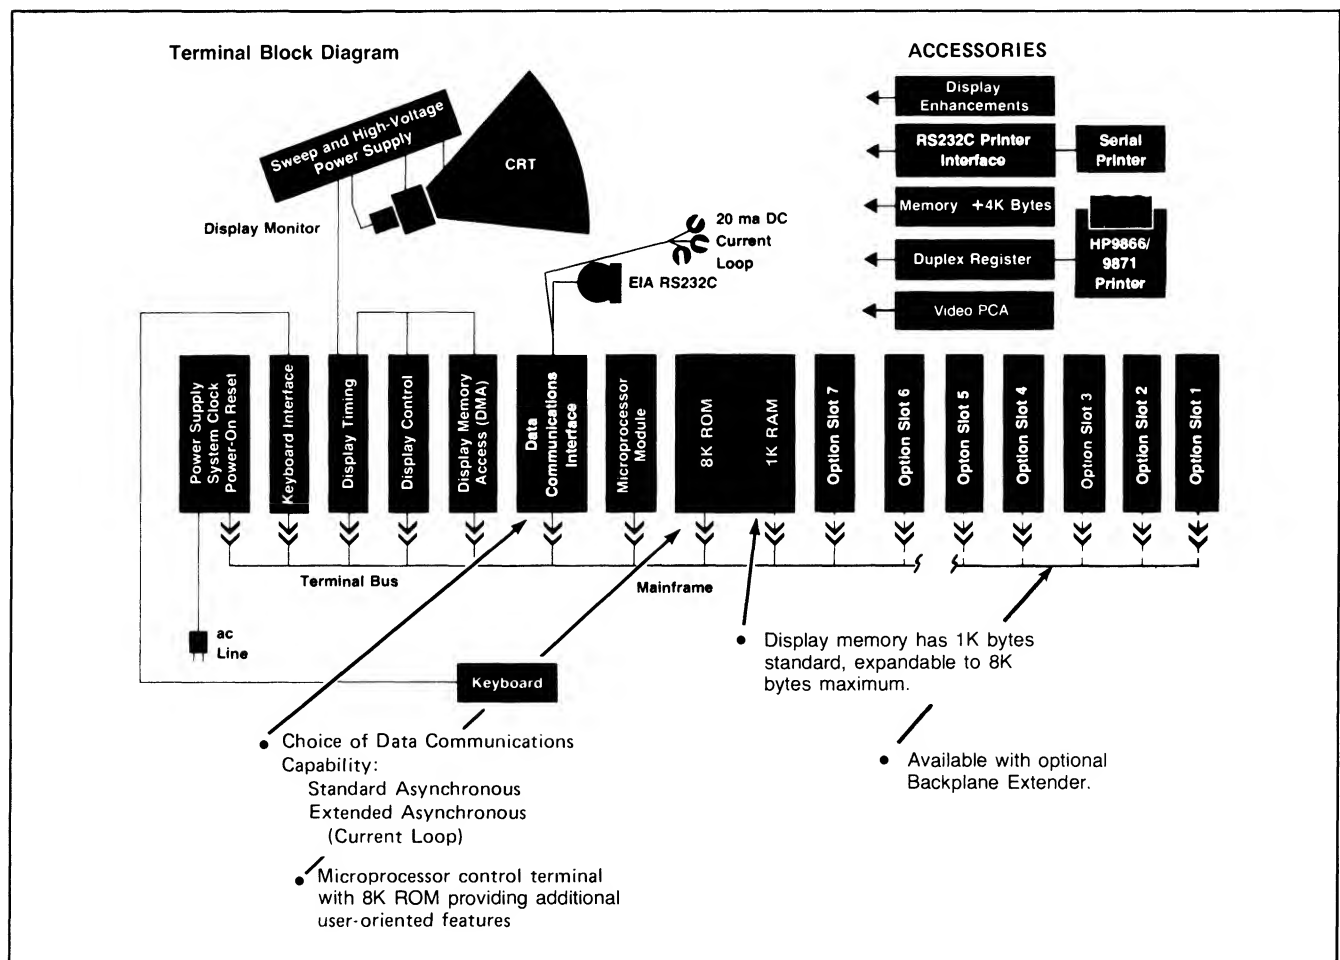 Terminal Block Diagram
ACCESSORIES
Display
Enhancements
RS232C Printer
Interface
Serial
Printer
Memory +4K Bytes
Duplex Register
HP9866/
9871
Printer
Video PCA
Sweep and High-Voltage
Power Supply
CRT
Display Monitor
20 ma DC
Current
Loop
EIA RS232C
Power Supply
System Clock
Power-On Reset
Keyboard Interface
Display Timing
Display Control
Display Memory
Access (DMA)
Data
Communications
Interface
Microprocessor
Module
8K ROM
1K RAM
Option Slot 7
Option Slot 6
Option Slot 5
Option Slot 4
Option Slot 3
Option Slot 2
Option Slot 1
Terminal Bus
Mainframe
ac
Line
Keyboard
• Display memory has 1K bytes
standard, expandable to 8K
bytes maximum.
• Choice of Data Communications
Capability:
Standard Asynchronous
Extended Asynchronous
(Current Loop)
• Available with optional
Backplane Extender.
• Microprocessor control terminal
with 8K ROM providing additional
user-oriented features